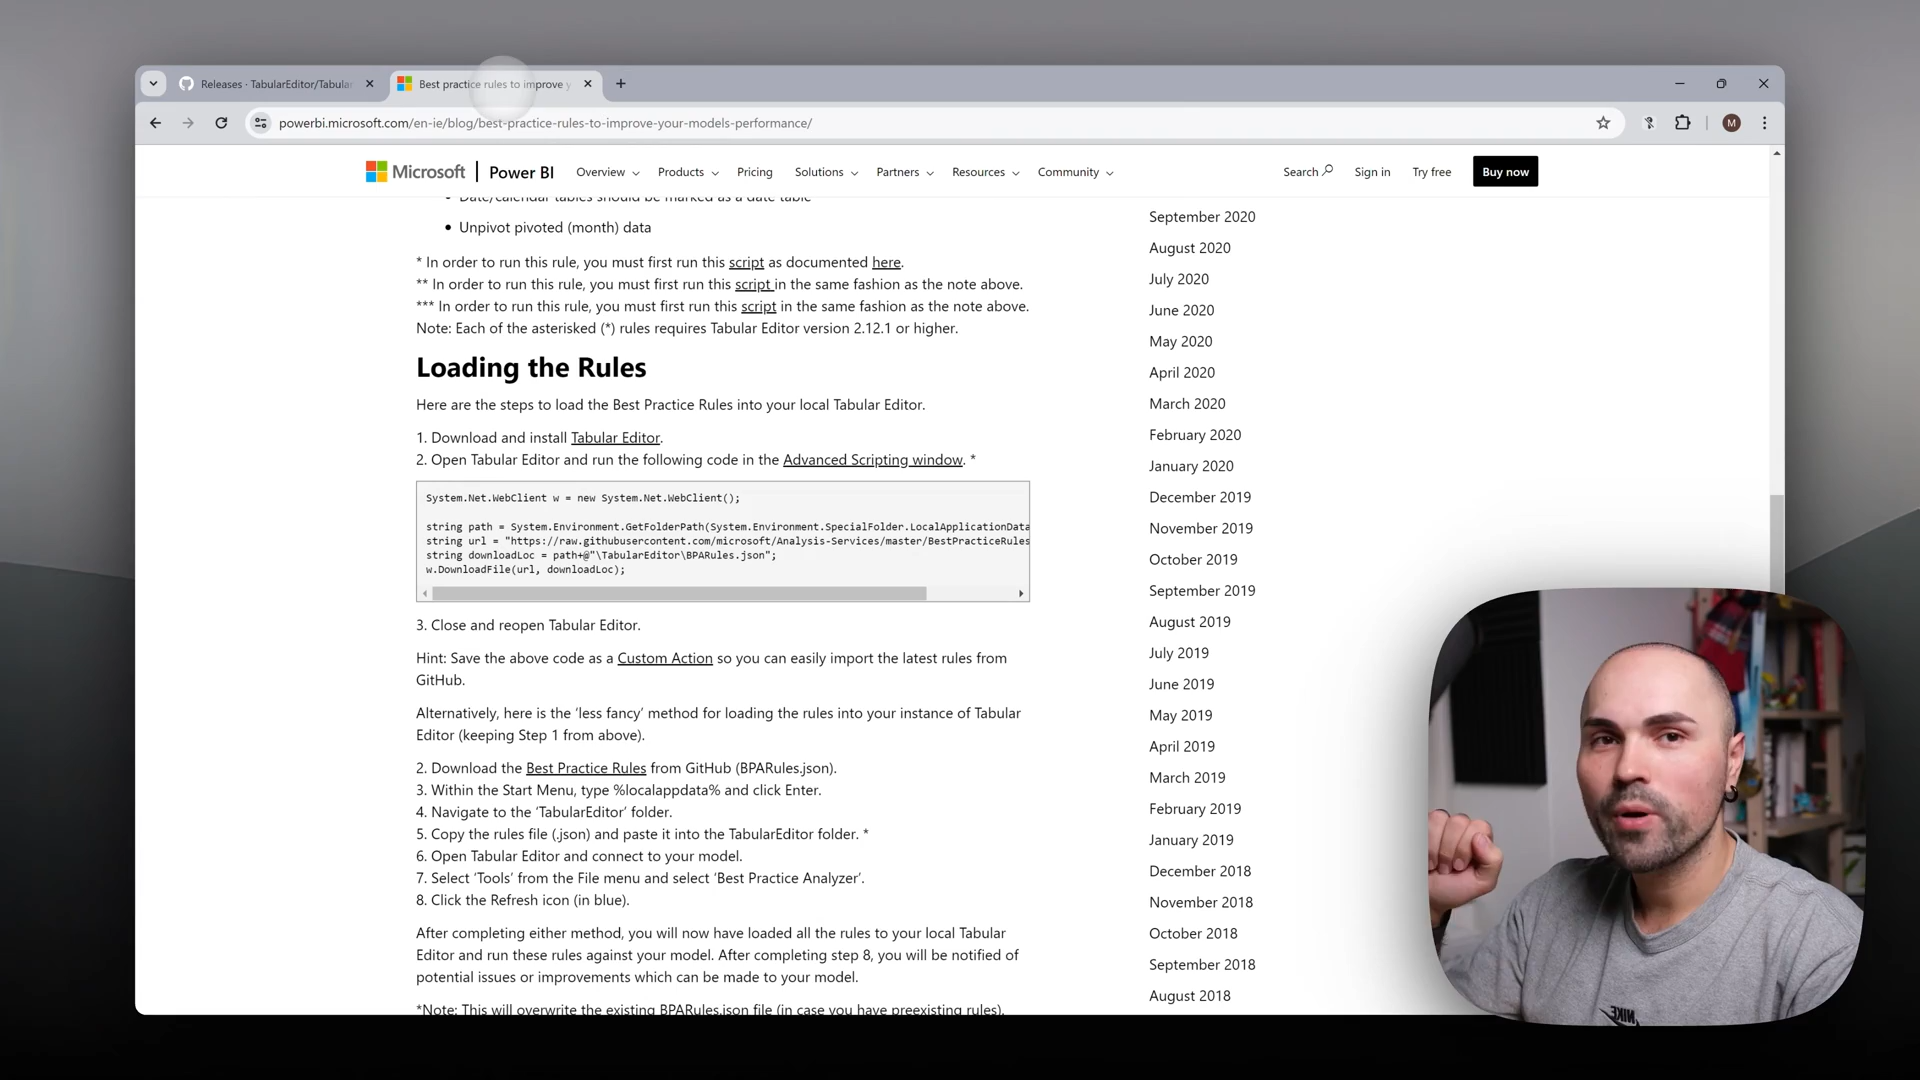 Releases · TabularEditor/Tabular
Best practice rules to improve y
powerbi.microsoft.com/en-ie/blog/best-practice-rules-to-improve-your-models-performance/
M
Microsoft | Power BI
Overview
Products
Pricing
Solutions
Partners
Resources
Community
Search
Sign in
Try free
Buy now
Date/calendar tables should be marked as a date table
• Unpivot pivoted (month) data
* In order to run this rule, you must first run this script as documented here.
** In order to run this rule, you must first run this script in the same fashion as the note above.
*** In order to run this rule, you must first run this script in the same fashion as the note above.
Note: Each of the asterisked (*) rules requires Tabular Editor version 2.12.1 or higher.
Loading the Rules
Here are the steps to load the Best Practice Rules into your local Tabular Editor.
1. Download and install Tabular Editor.
2. Open Tabular Editor and run the following code in the Advanced Scripting window. *
System.Net.WebClient w = new System.Net.WebClient();
string path = System.Environment.GetFolderPath(System.Environment.SpecialFolder.LocalApplicationData
string url = "https://raw.githubusercontent.com/microsoft/Analysis-Services/master/BestPracticeRules
string downloadLoc = path+@"\TabularEditor\BPARules.json";
w.DownloadFile(url, downloadLoc);
3. Close and reopen Tabular Editor.
Hint: Save the above code as a Custom Action so you can easily import the latest rules from
GitHub.
Alternatively, here is the ‘less fancy’ method for loading the rules into your instance of Tabular
Editor (keeping Step 1 from above).
2. Download the Best Practice Rules from GitHub (BPARules.json).
3. Within the Start Menu, type %localappdata% and click Enter.
4. Navigate to the ‘TabularEditor’ folder.
5. Copy the rules file (.json) and paste it into the TabularEditor folder. *
6. Open Tabular Editor and connect to your model.
7. Select ‘Tools’ from the File menu and select ‘Best Practice Analyzer’.
8. Click the Refresh icon (in blue).
After completing either method, you will now have loaded all the rules to your local Tabular
Editor and run these rules against your model. After completing step 8, you will be notified of
potential issues or improvements which can be made to your model.
*Note: This will overwrite the existing BPARules.json file (in case you have preexisting rules).
September 2020
August 2020
July 2020
June 2020
May 2020
April 2020
March 2020
February 2020
January 2020
December 2019
November 2019
October 2019
September 2019
August 2019
July 2019
June 2019
May 2019
April 2019
March 2019
February 2019
January 2019
December 2018
November 2018
October 2018
September 2018
August 2018
NIKE